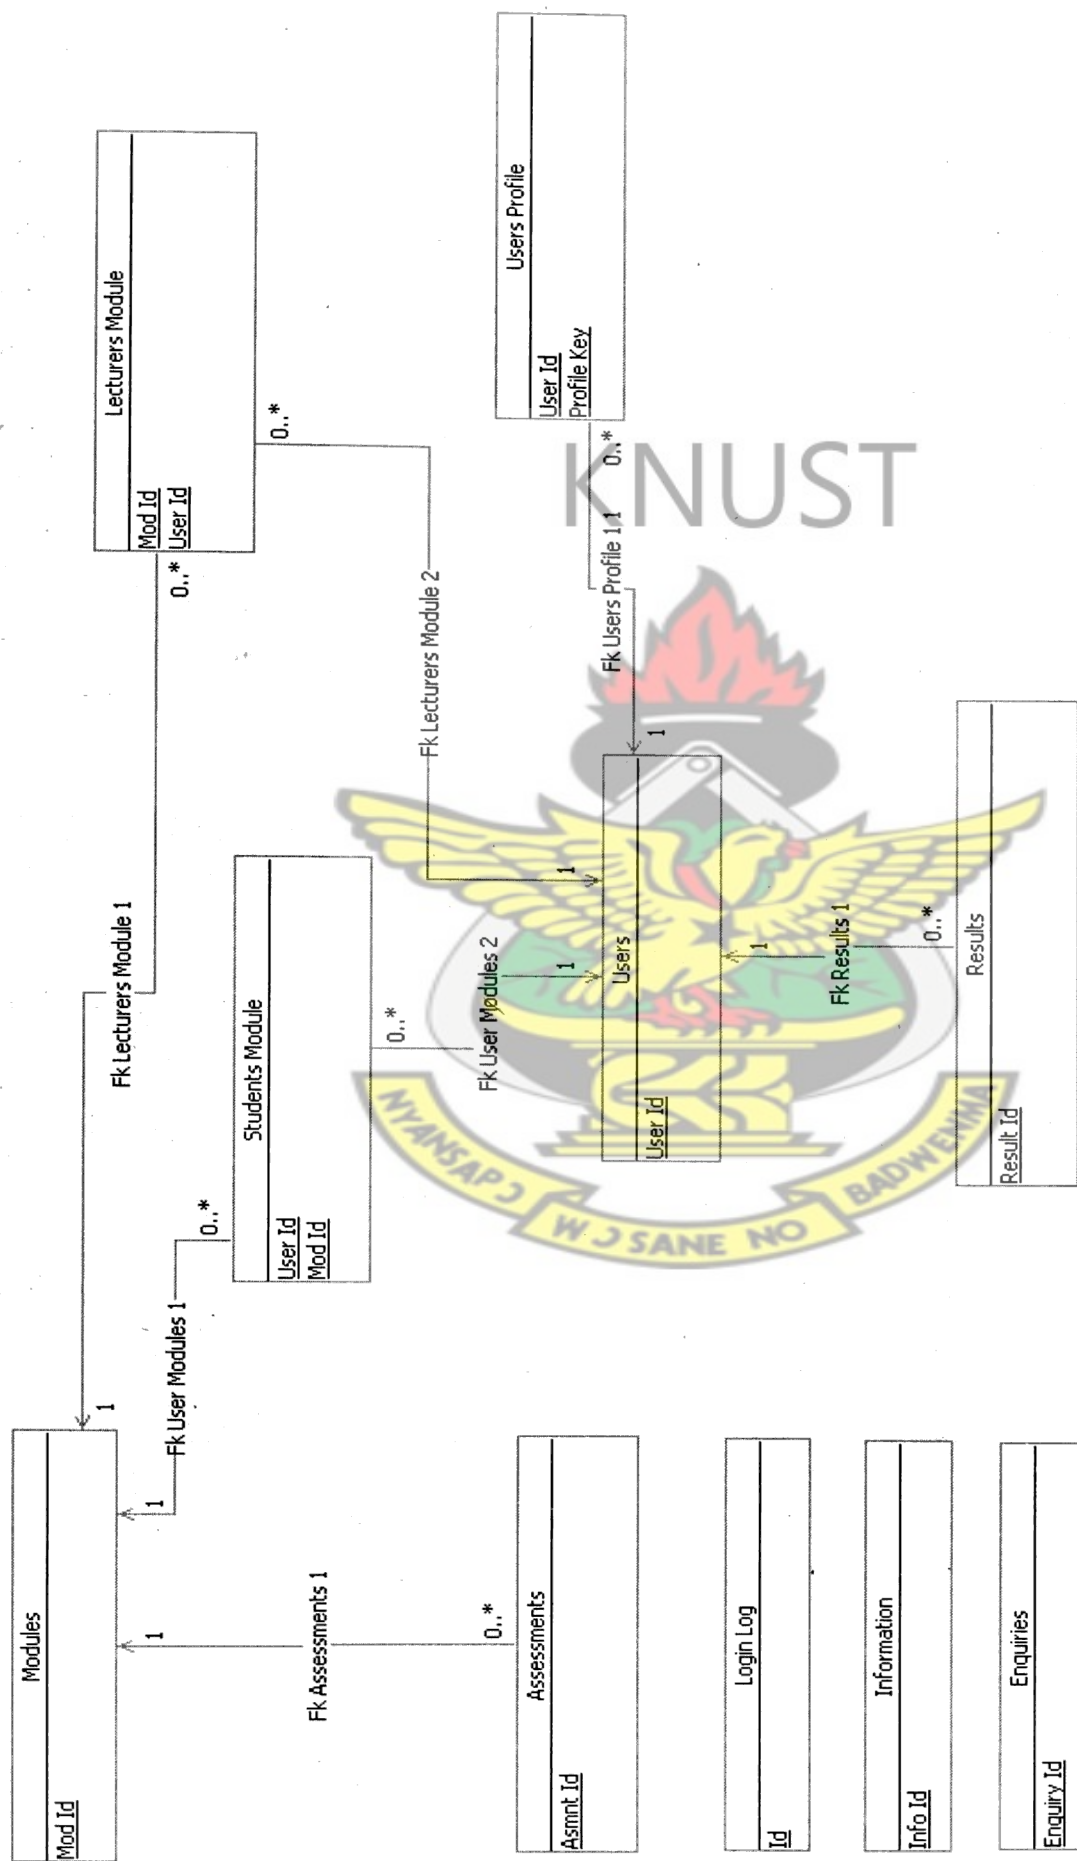 Modules
Mod Id
Fk Lecturers Module 1
1
0..*
Lecturers Module
Mod Id
User Id
Fk User Modules 1
1
0..*
Students Module
User Id
Mod Id
0..*
Fk Lecturers Module 2
1
Fk Assessments 1
1
0..*
Assessments
Asmnt Id
0..*
Fk User Modules 2
1
Users Profile
User Id
Profile Key
0..*
Fk Users Profile 1 1
1
Users
User Id
1
Fk Results 1
0..*
Results
Result Id
Login Log
Id
Information
Info Id
Enquiries
Enquiry Id
KNUST
NYANSAPƆ
WƆ SANE NO
BADWENMA